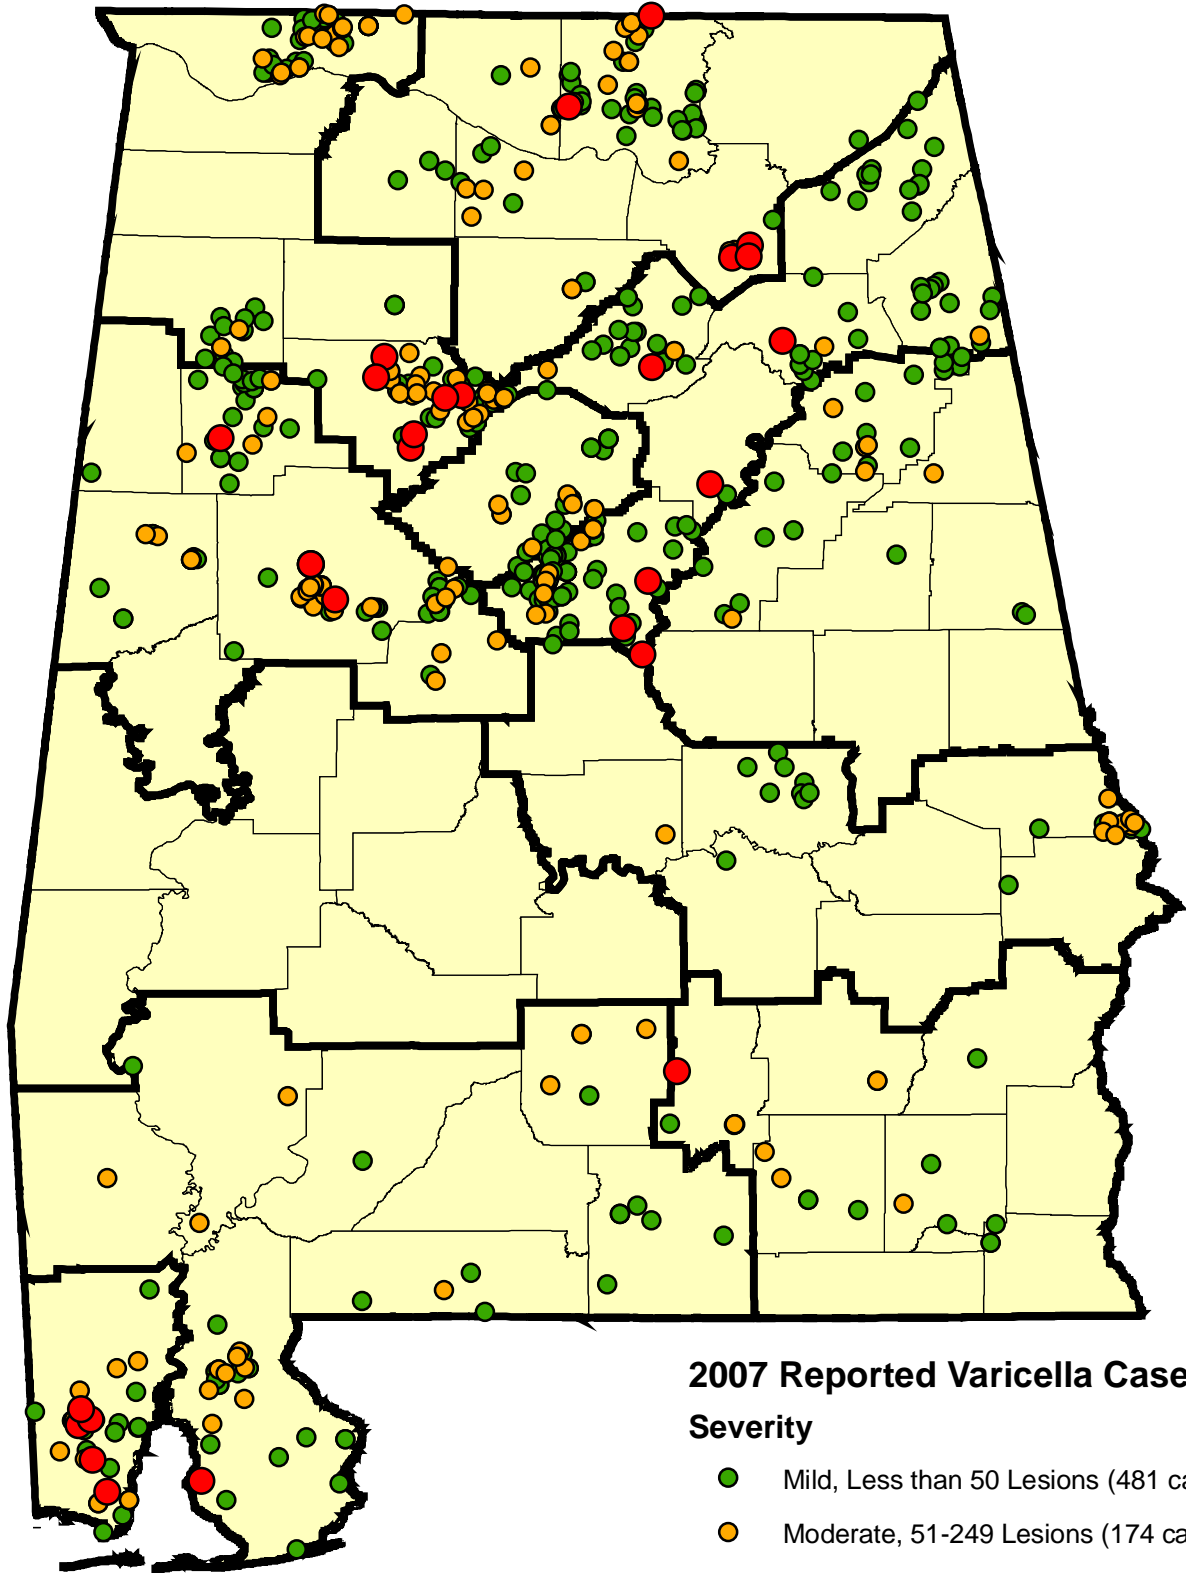 2007 Reported Varicella Case
Severity
Mild, Less than 50 Lesions (481 ca
Moderate, 51-249 Lesions (174 ca